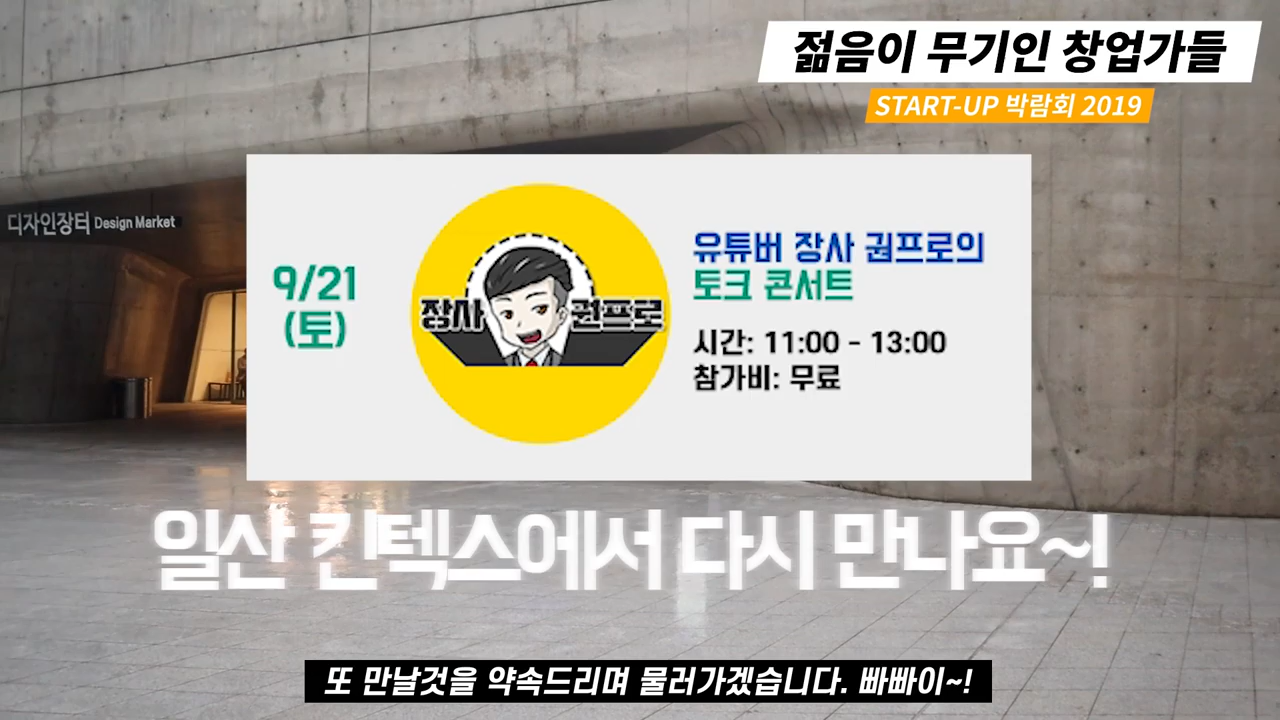 젊음이 무기인 창업가들
START-UP 박람회 2019
디자인장터 Design Market
9/21
(토)
장사 권프로
유튜버 장사 권프로의
토크 콘서트
시간: 11:00 - 13:00
참가비: 무료
일산 킨텍스에서 다시 만나요~!
또 만날것을 약속드리며 물러가겠습니다. 빠빠이~!